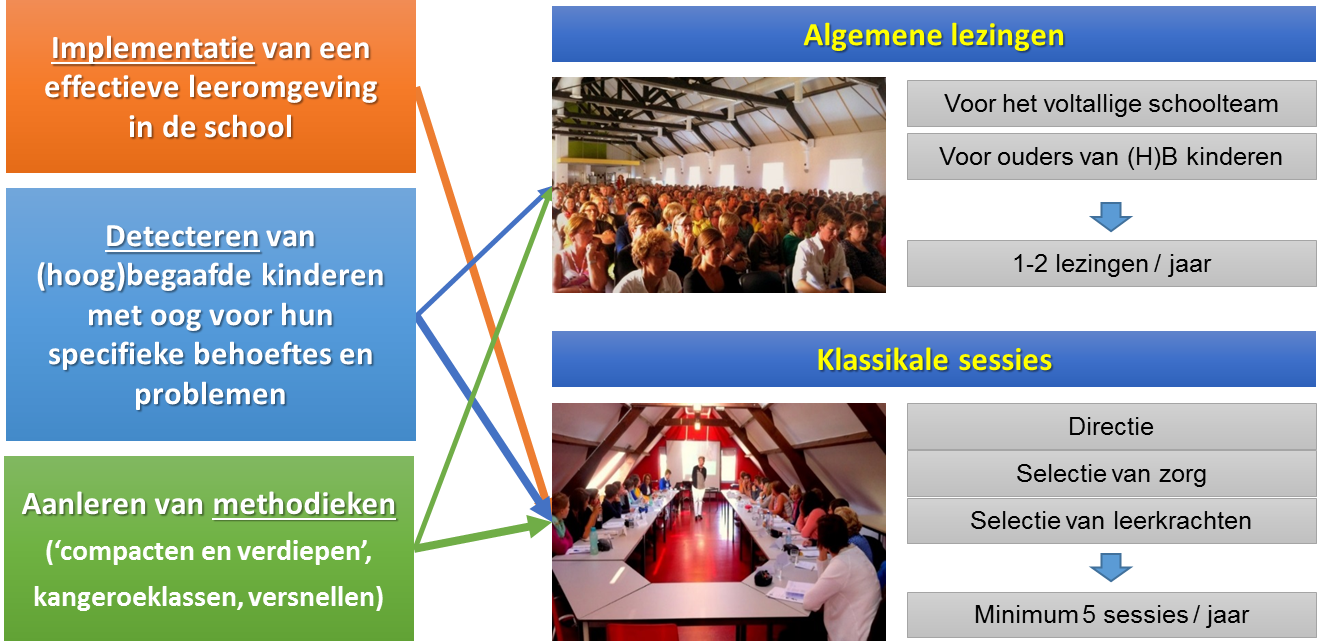 Implementatie van een
effectieve leeromgeving
in de school
Detecteren van
(hoog)begaafde kinderen
met oog voor hun
specifieke behoeftes en
problemen
Aanleren van methodieken
(‘compacten en verdiepen’,
kangeroeklassen, versnellen)
Algemene lezingen
Voor het voltallige schoolteam
Voor ouders van (H)B kinderen
1-2 lezingen / jaar
Klassikale sessies
Directie
Selectie van zorg
Selectie van leerkrachten
Minimum 5 sessies / jaar